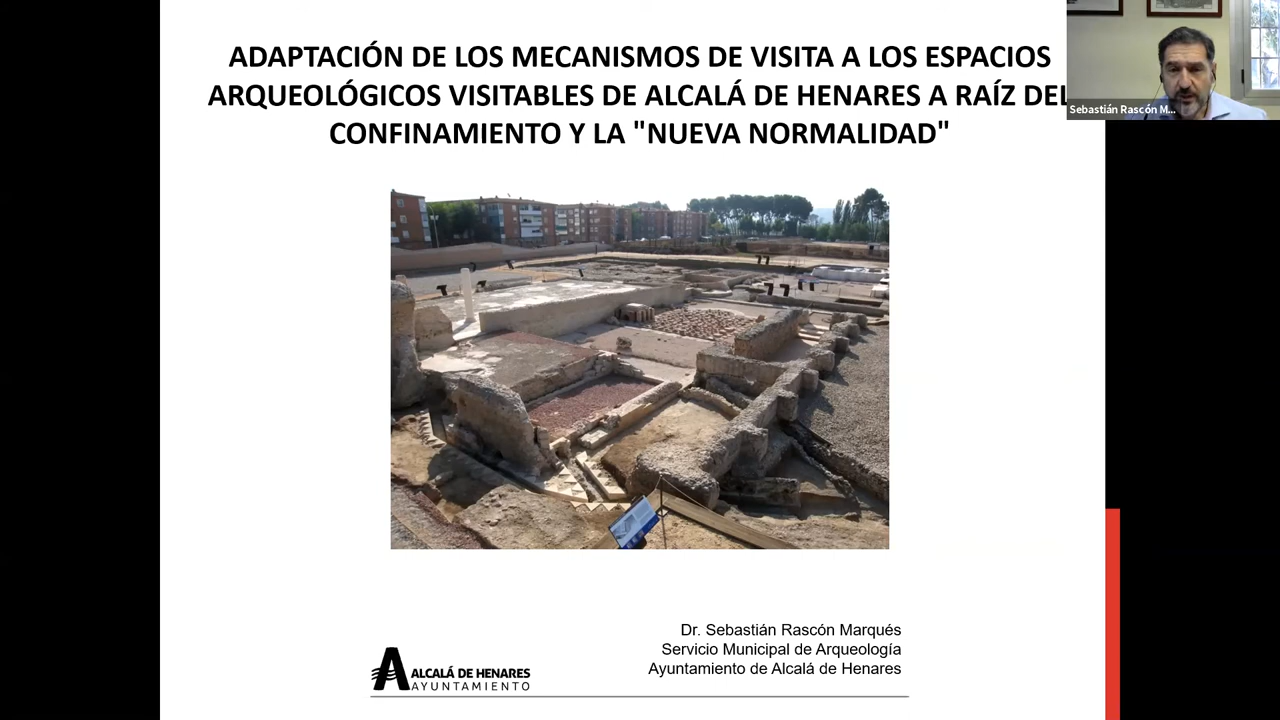 ADAPTACIÓN DE LOS MECANISMOS DE VISITA A LOS ESPACIOS
ARQUEOLÓGICOS VISITABLES DE ALCALÁ DE HENARES A RAÍZ DEL
CONFINAMIENTO Y LA "NUEVA NORMALIDAD"
Sebastián Rascón M...
Dr. Sebastián Rascón Marqués
Servicio Municipal de Arqueología
Ayuntamiento de Alcalá de Henares
ALCALÁ DE HENARES
AYUNTAMIENTO